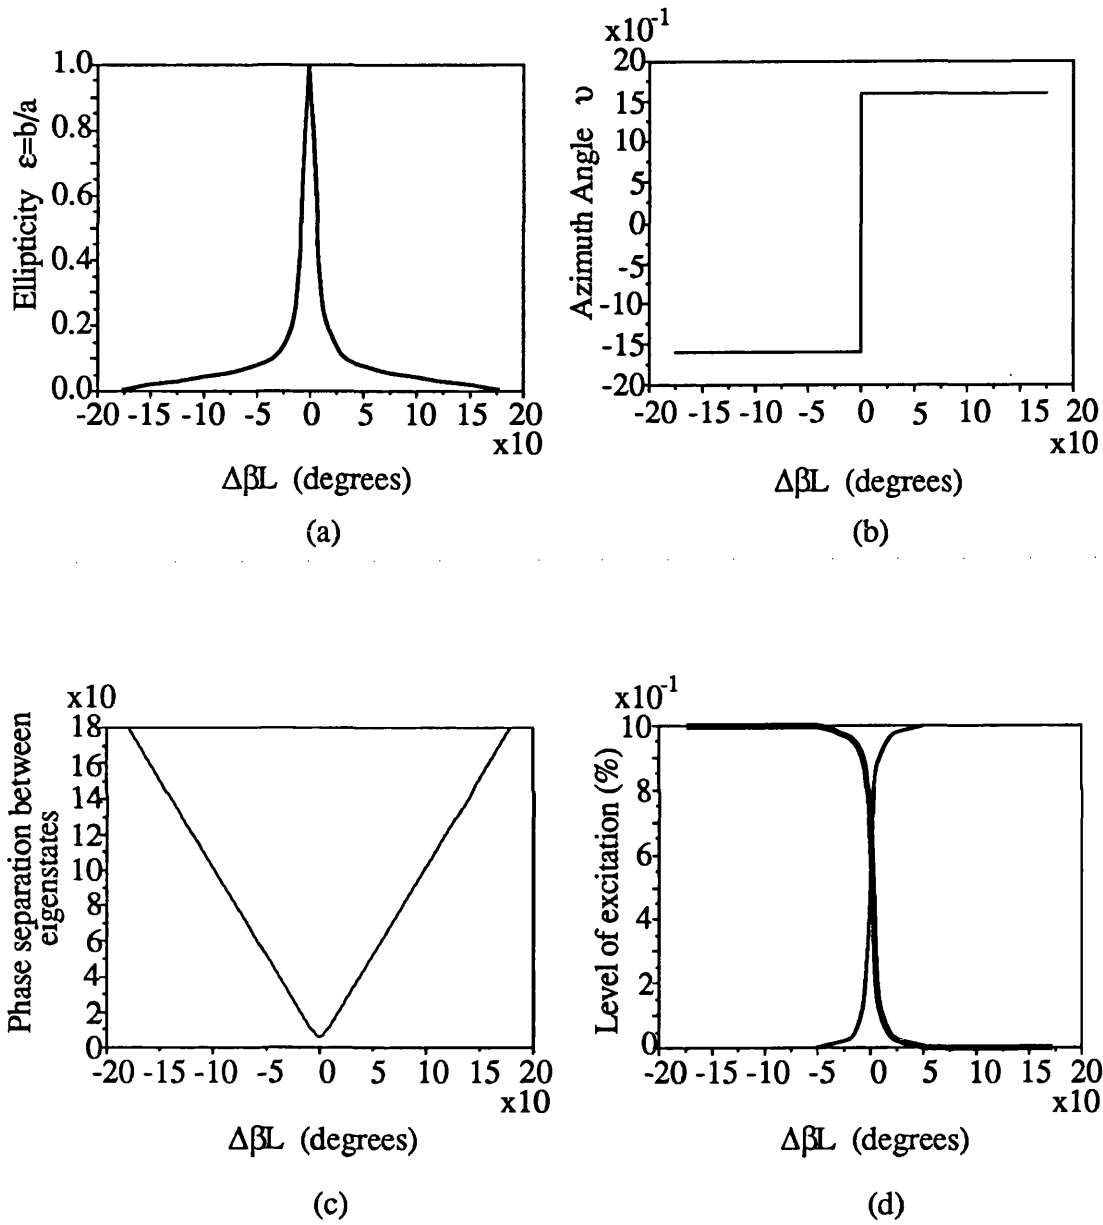 x10-1
1.0
0.8
0.6
0.4
0.2
0.0
Ellipticity ε=b/a
-20 -15 -10 -5 0 5 10 15 20
x10
ΔβL (degrees)
(a)
20
15
10
5
0
-5
-10
-15
-20
Azimuth Angle υ
-20 -15 -10 -5 0 5 10 15 20
x10
ΔβL (degrees)
(b)
x10
18
16
14
12
10
8
6
4
2
0
Phase separation between
eigenstates
-20 -15 -10 -5 0 5 10 15 20
x10
ΔβL (degrees)
(c)
x10-1
10
8
6
4
2
0
Level of excitation (%)
-20 -15 -10 -5 0 5 10 15 20
x10
ΔβL (degrees)
(d)